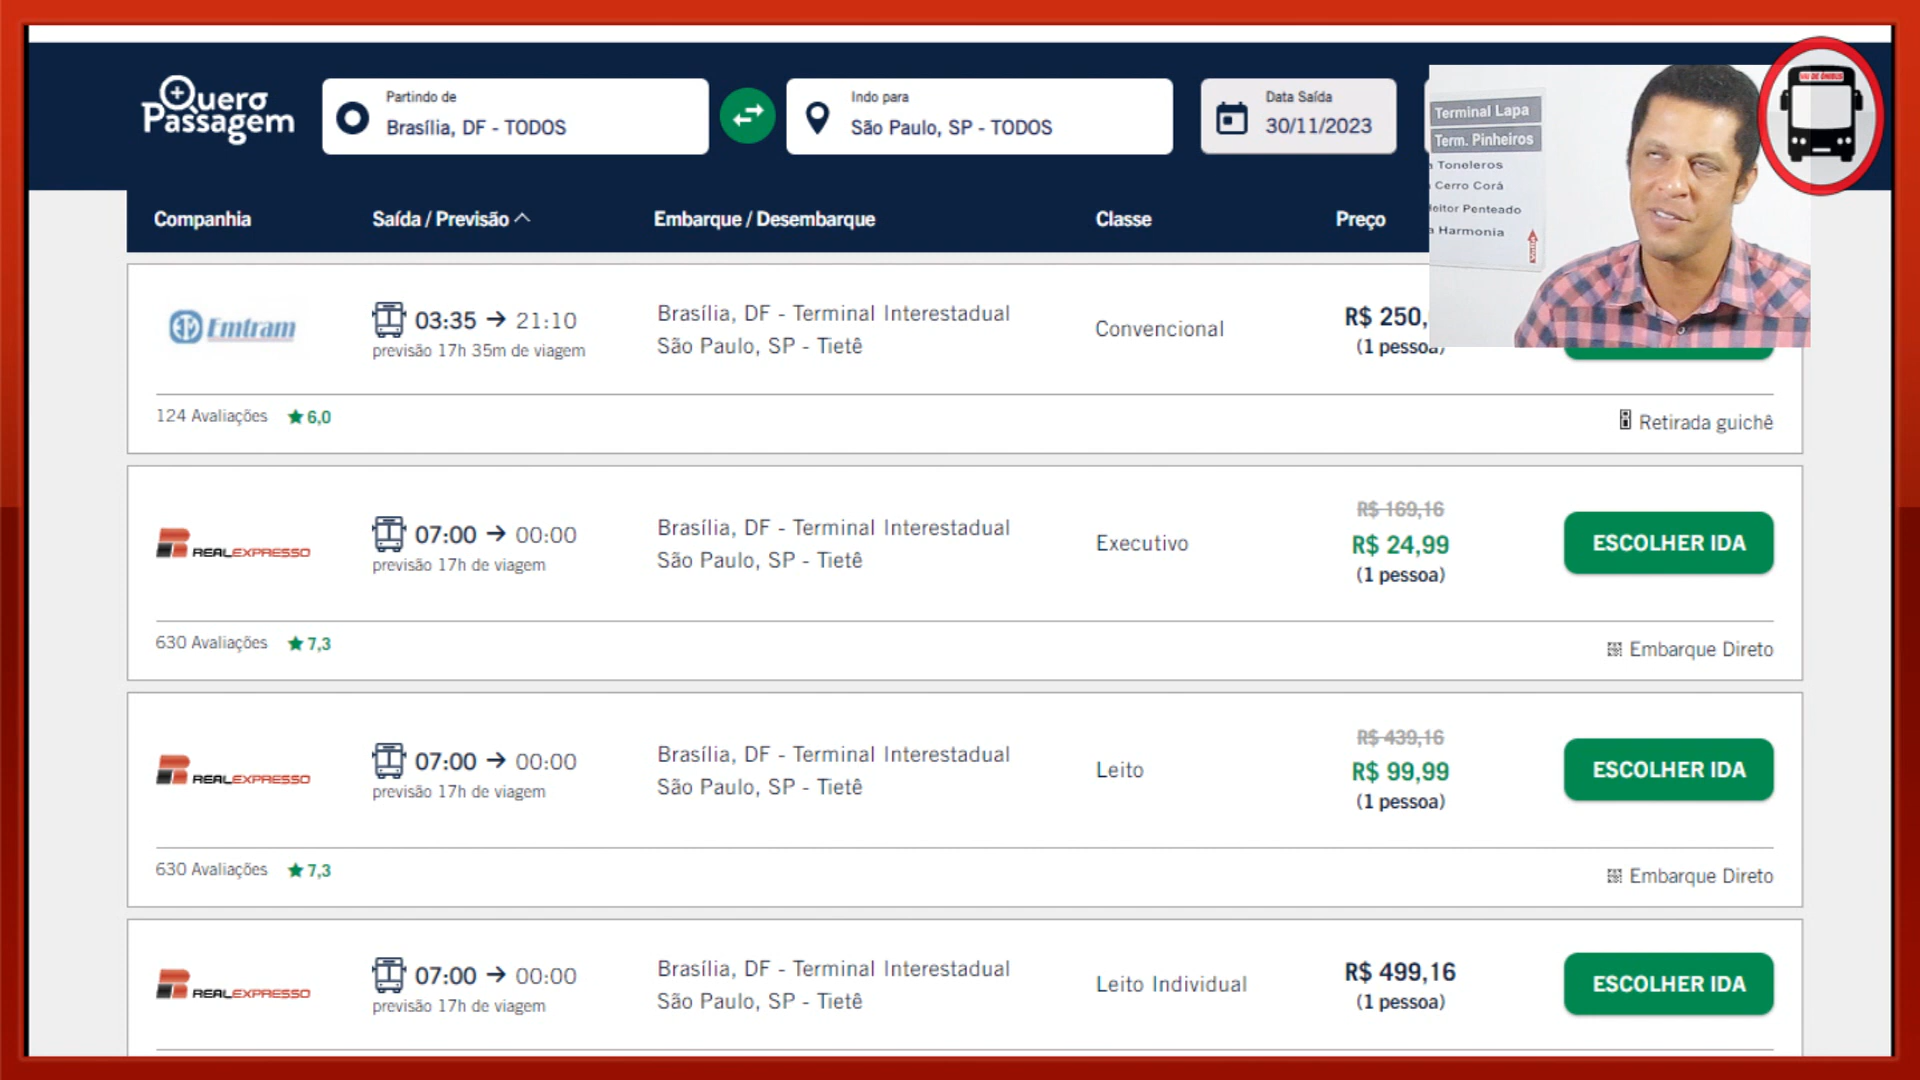 Quero
Passagem
Partindo de
Brasília, DF - TODOS
Indo para
São Paulo, SP - TODOS
Data Saída
30/11/2023
VAI DE ÔNIBUS
Terminal Lapa
Term. Pinheiros
Toneleros
Cerro Corá
Heitor Penteado
Harmonia
Companhia
Saída / Previsão
Embarque / Desembarque
Classe
Preço
Emtram
03:35 → 21:10
previsão 17h 35m de viagem
Brasília, DF - Terminal Interestadual
São Paulo, SP - Tietê
Convencional
R$ 250,
(1 pessoa)
124 Avaliações ★ 6,0
Retirada guichê
REALEXPRESSO
07:00 → 00:00
previsão 17h de viagem
Brasília, DF - Terminal Interestadual
São Paulo, SP - Tietê
Executivo
R$ 169,16
R$ 24,99
(1 pessoa)
ESCOLHER IDA
630 Avaliações ★ 7,3
Embarque Direto
REALEXPRESSO
07:00 → 00:00
previsão 17h de viagem
Brasília, DF - Terminal Interestadual
São Paulo, SP - Tietê
Leito
R$ 439,16
R$ 99,99
(1 pessoa)
ESCOLHER IDA
630 Avaliações ★ 7,3
Embarque Direto
REALEXPRESSO
07:00 → 00:00
previsão 17h de viagem
Brasília, DF - Terminal Interestadual
São Paulo, SP - Tietê
Leito Individual
R$ 499,16
(1 pessoa)
ESCOLHER IDA